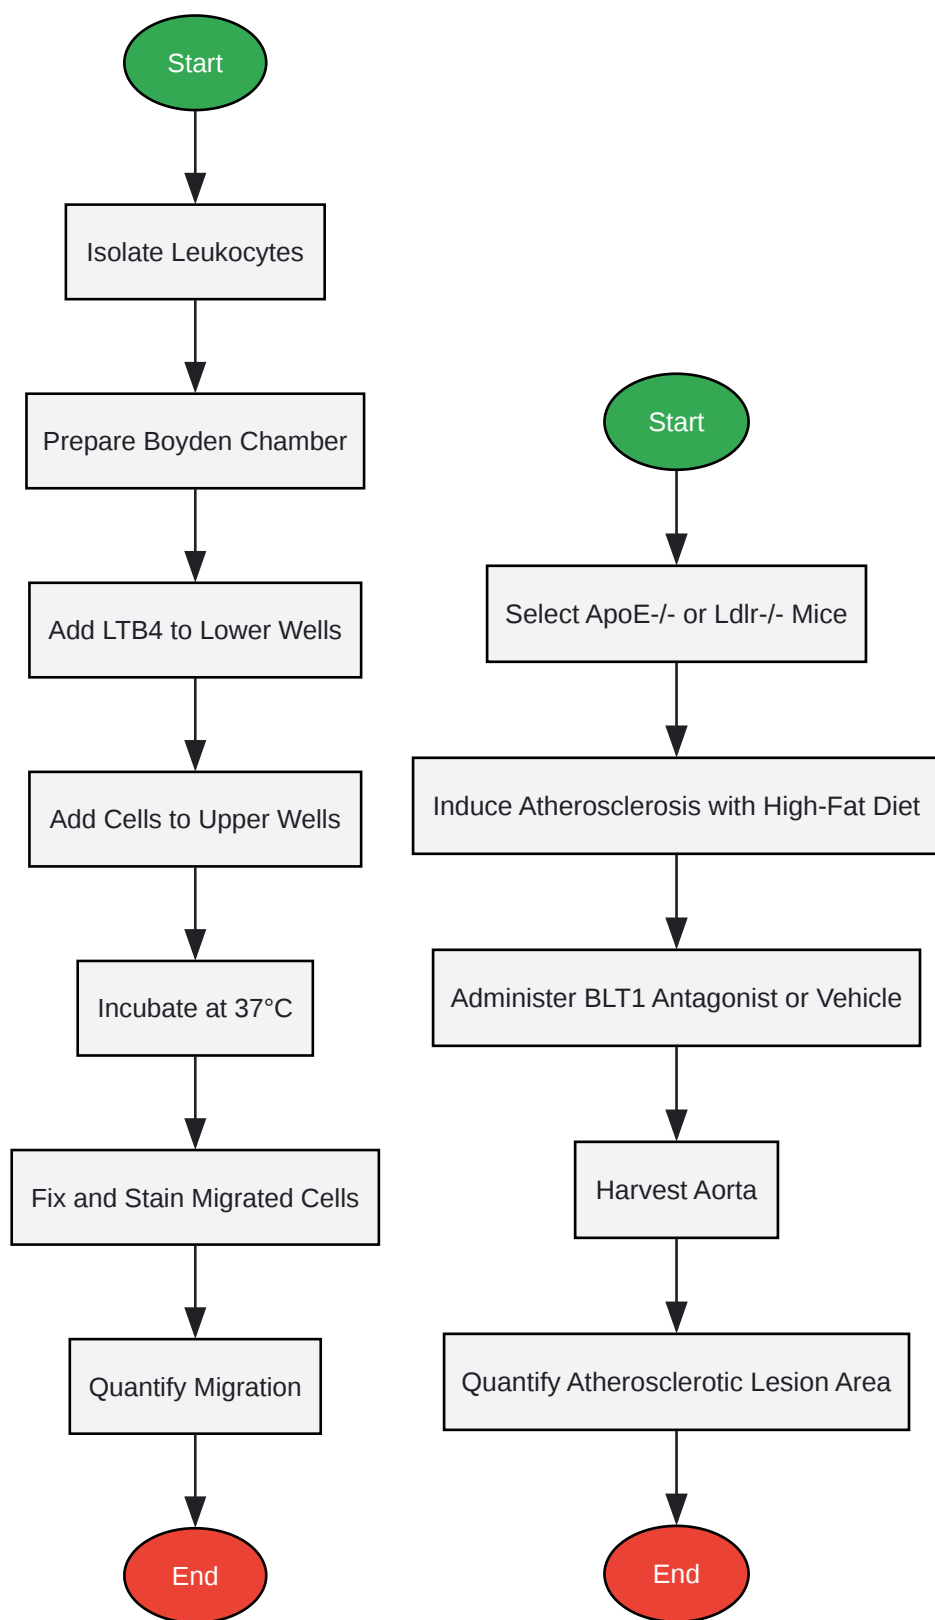 Start
Isolate Leukocytes
Prepare Boyden Chamber
Add LTB4 to Lower Wells
Add Cells to Upper Wells
Incubate at 37°C
Fix and Stain Migrated Cells
Quantify Migration
End
Start
Select ApoE-/- or Ldlr-/- Mice
Induce Atherosclerosis with High-Fat Diet
Administer BLT1 Antagonist or Vehicle
Harvest Aorta
Quantify Atherosclerotic Lesion Area
End